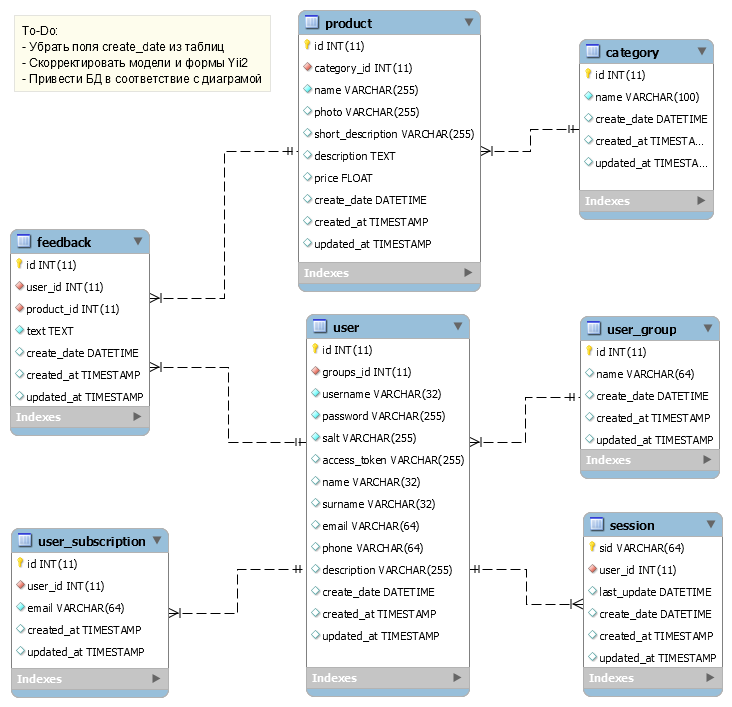 To-Do:
- Убрать поля create_date из таблиц
- Скорректировать модели и формы Yii2
- Привести БД в соответствие с диаграмой
product
id INT(11)
category_id INT(11)
name VARCHAR(255)
photo VARCHAR(255)
short_description VARCHAR(255)
description TEXT
price FLOAT
create_date DATETIME
created_at TIMESTAMP
updated_at TIMESTAMP
Indexes
category
id INT(11)
name VARCHAR(100)
create_date DATETIME
created_at TIMESTA...
updated_at TIMESTA...
Indexes
feedback
id INT(11)
user_id INT(11)
product_id INT(11)
text TEXT
create_date DATETIME
created_at TIMESTAMP
updated_at TIMESTAMP
Indexes
user
id INT(11)
groups_id INT(11)
username VARCHAR(32)
password VARCHAR(255)
salt VARCHAR(255)
access_token VARCHAR(255)
name VARCHAR(32)
surname VARCHAR(32)
email VARCHAR(64)
phone VARCHAR(64)
description VARCHAR(255)
create_date DATETIME
created_at TIMESTAMP
updated_at TIMESTAMP
Indexes
user_group
id INT(11)
name VARCHAR(64)
create_date DATETIME
created_at TIMESTAMP
updated_at TIMESTAMP
Indexes
user_subscription
id INT(11)
user_id INT(11)
email VARCHAR(64)
created_at TIMESTAMP
updated_at TIMESTAMP
Indexes
session
sid VARCHAR(64)
user_id INT(11)
last_update DATETIME
create_date DATETIME
created_at TIMESTAMP
updated_at TIMESTAMP
Indexes